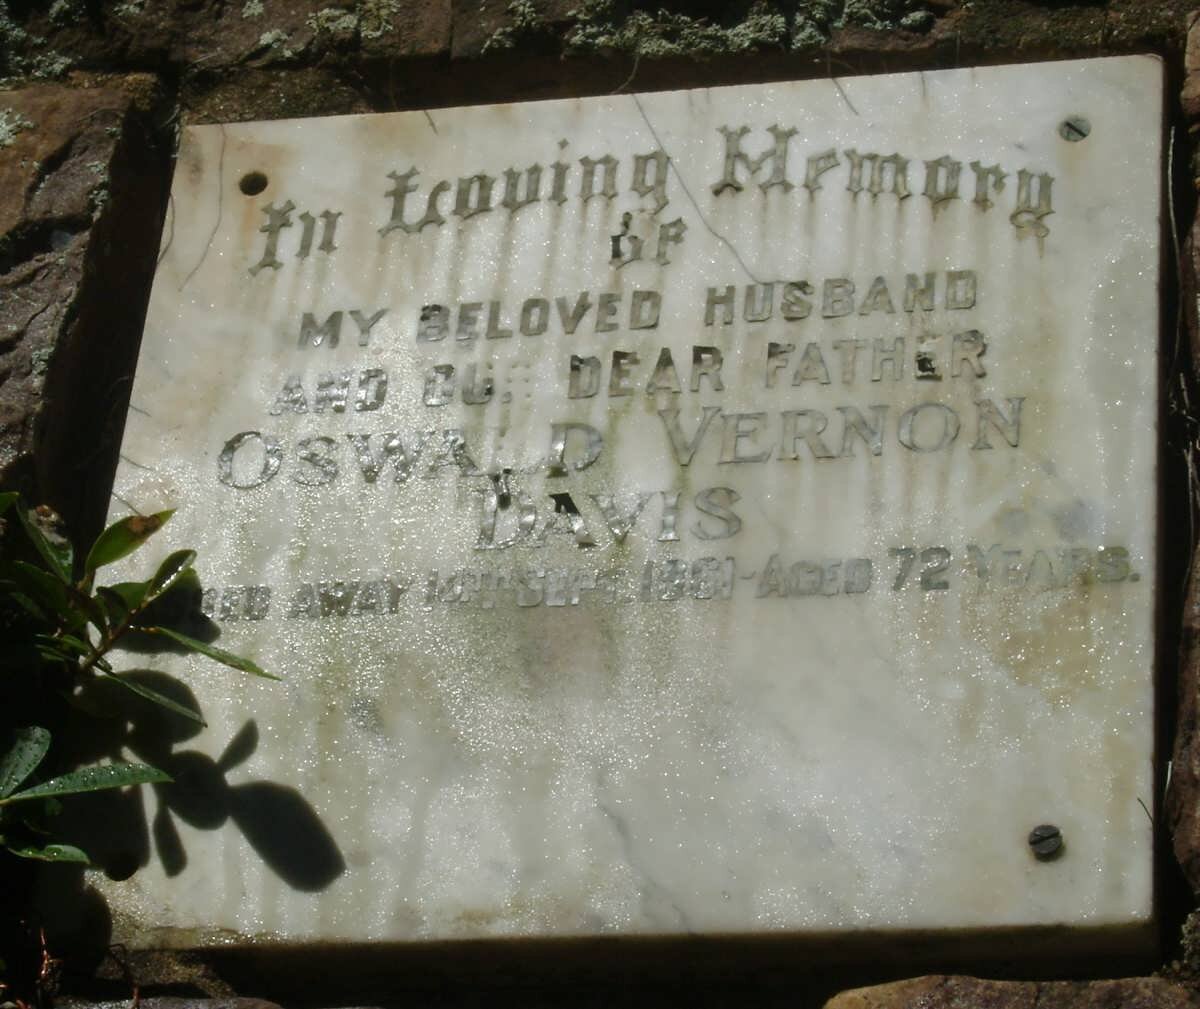 In Loving Memory
of
MY BELOVED HUSBAND
AND OUR DEAR FATHER
OSWALD VERNON
DAVIS
AWAY SEPT. 1961-AGED 72 YEARS.